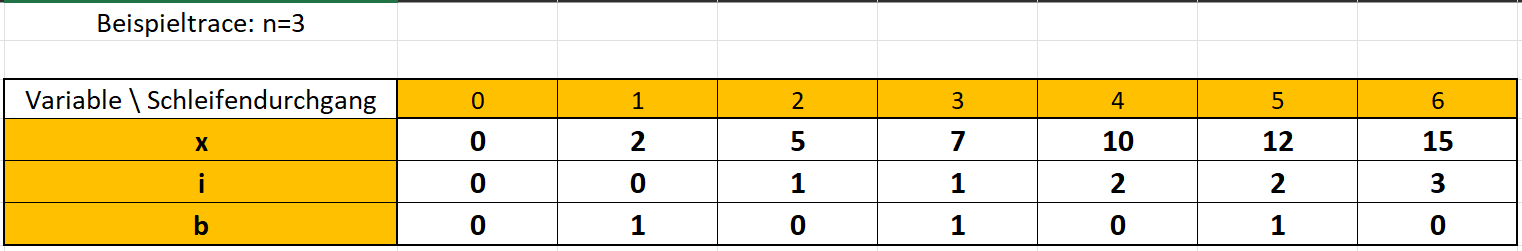 Beispieltrace: n=3
Variable \ Schleifendurchgang 0 1 2 3 4 5 6
x 0 2 5 7 10 12 15
i 0 0 1 1 2 2 3
b 0 1 0 1 0 1 0